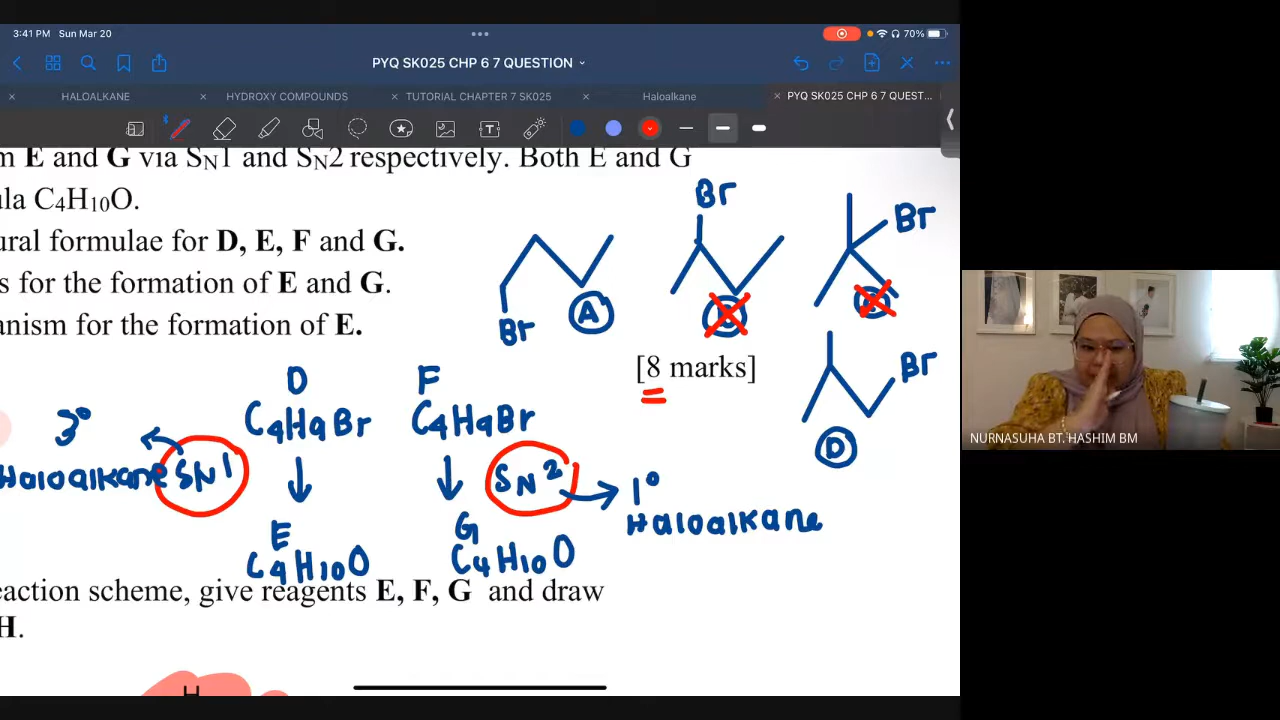 3:41 PM Sun Mar 20
70%
PYQ SK025 CHP 6 7 QUESTION
HALOALKANE
HYDROXY COMPOUNDS
TUTORIAL CHAPTER 7 SK025
Haloalkane
PYQ SK025 CHP 6 7 QUEST...
m E and G via SN1 and SN2 respectively. Both E and G
ula C4H10O.
ural formulae for D, E, F and G.
s for the formation of E and G.
anism for the formation of E.
[8 marks]
Br
A
Br
Br
Br
D
D
C4H9Br
E
C4H10O
SN1
3°
Haloalkane
F
C4H9Br
G
C4H10O
SN2
1°
Haloalkane
eaction scheme, give reagents E, F, G and draw
H.
H
NURNASUHA BT. HASHIM BM